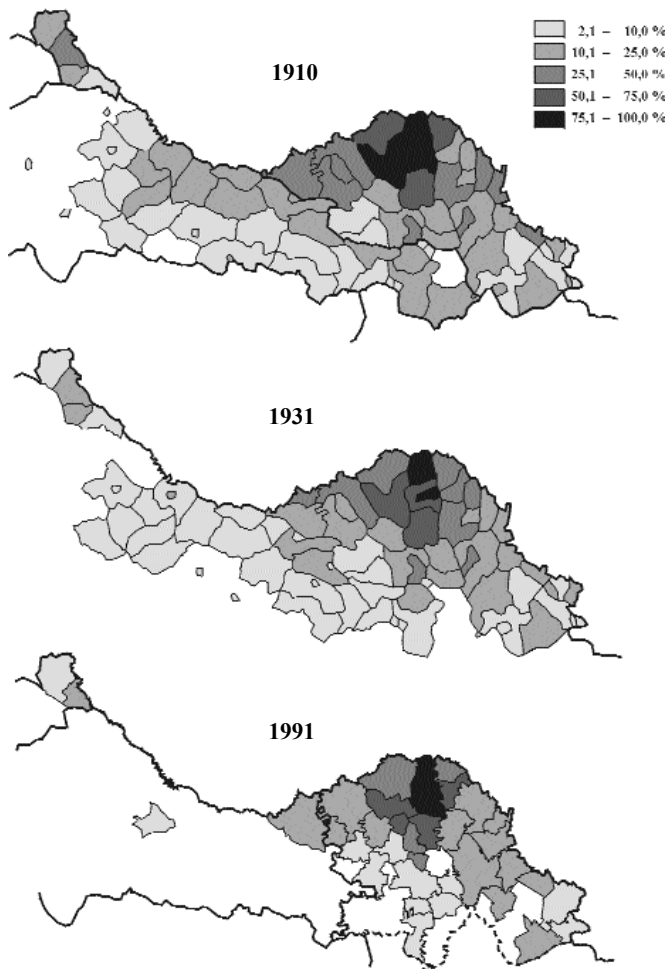 1910
2,1 – 10,0 %
10,1 – 25,0 %
25,1 50,0 %
50,1 – 75,0 %
75,1 – 100,0 %
1931
1991